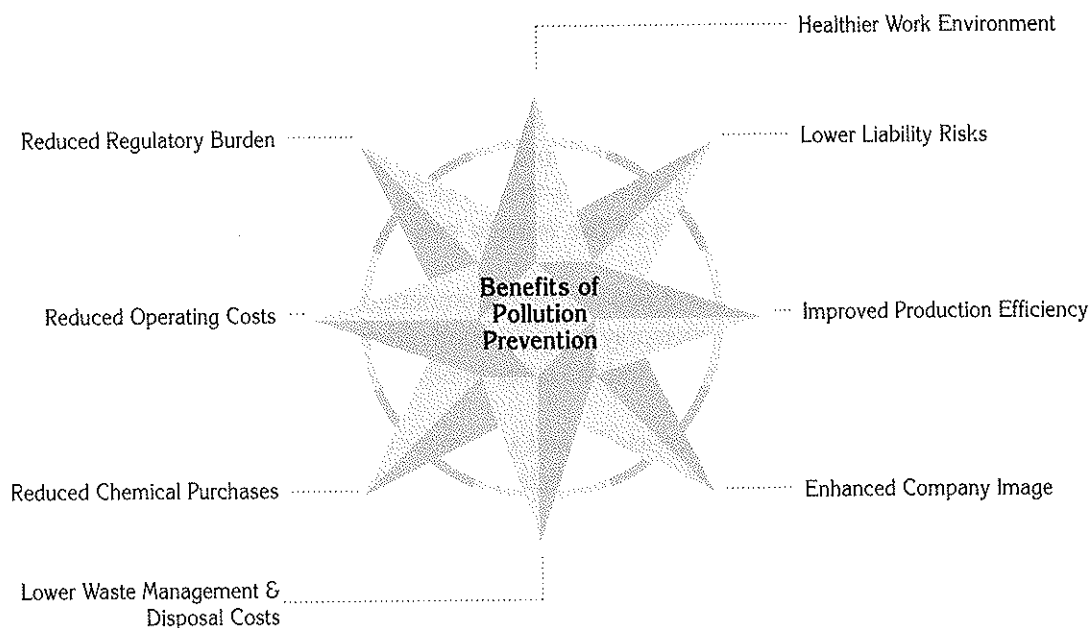 Healthier Work Environment
Reduced Regulatory Burden
Lower Liability Risks
Benefits of
Pollution
Prevention
Reduced Operating Costs
Improved Production Efficiency
Reduced Chemical Purchases
Enhanced Company Image
Lower Waste Management &
Disposal Costs